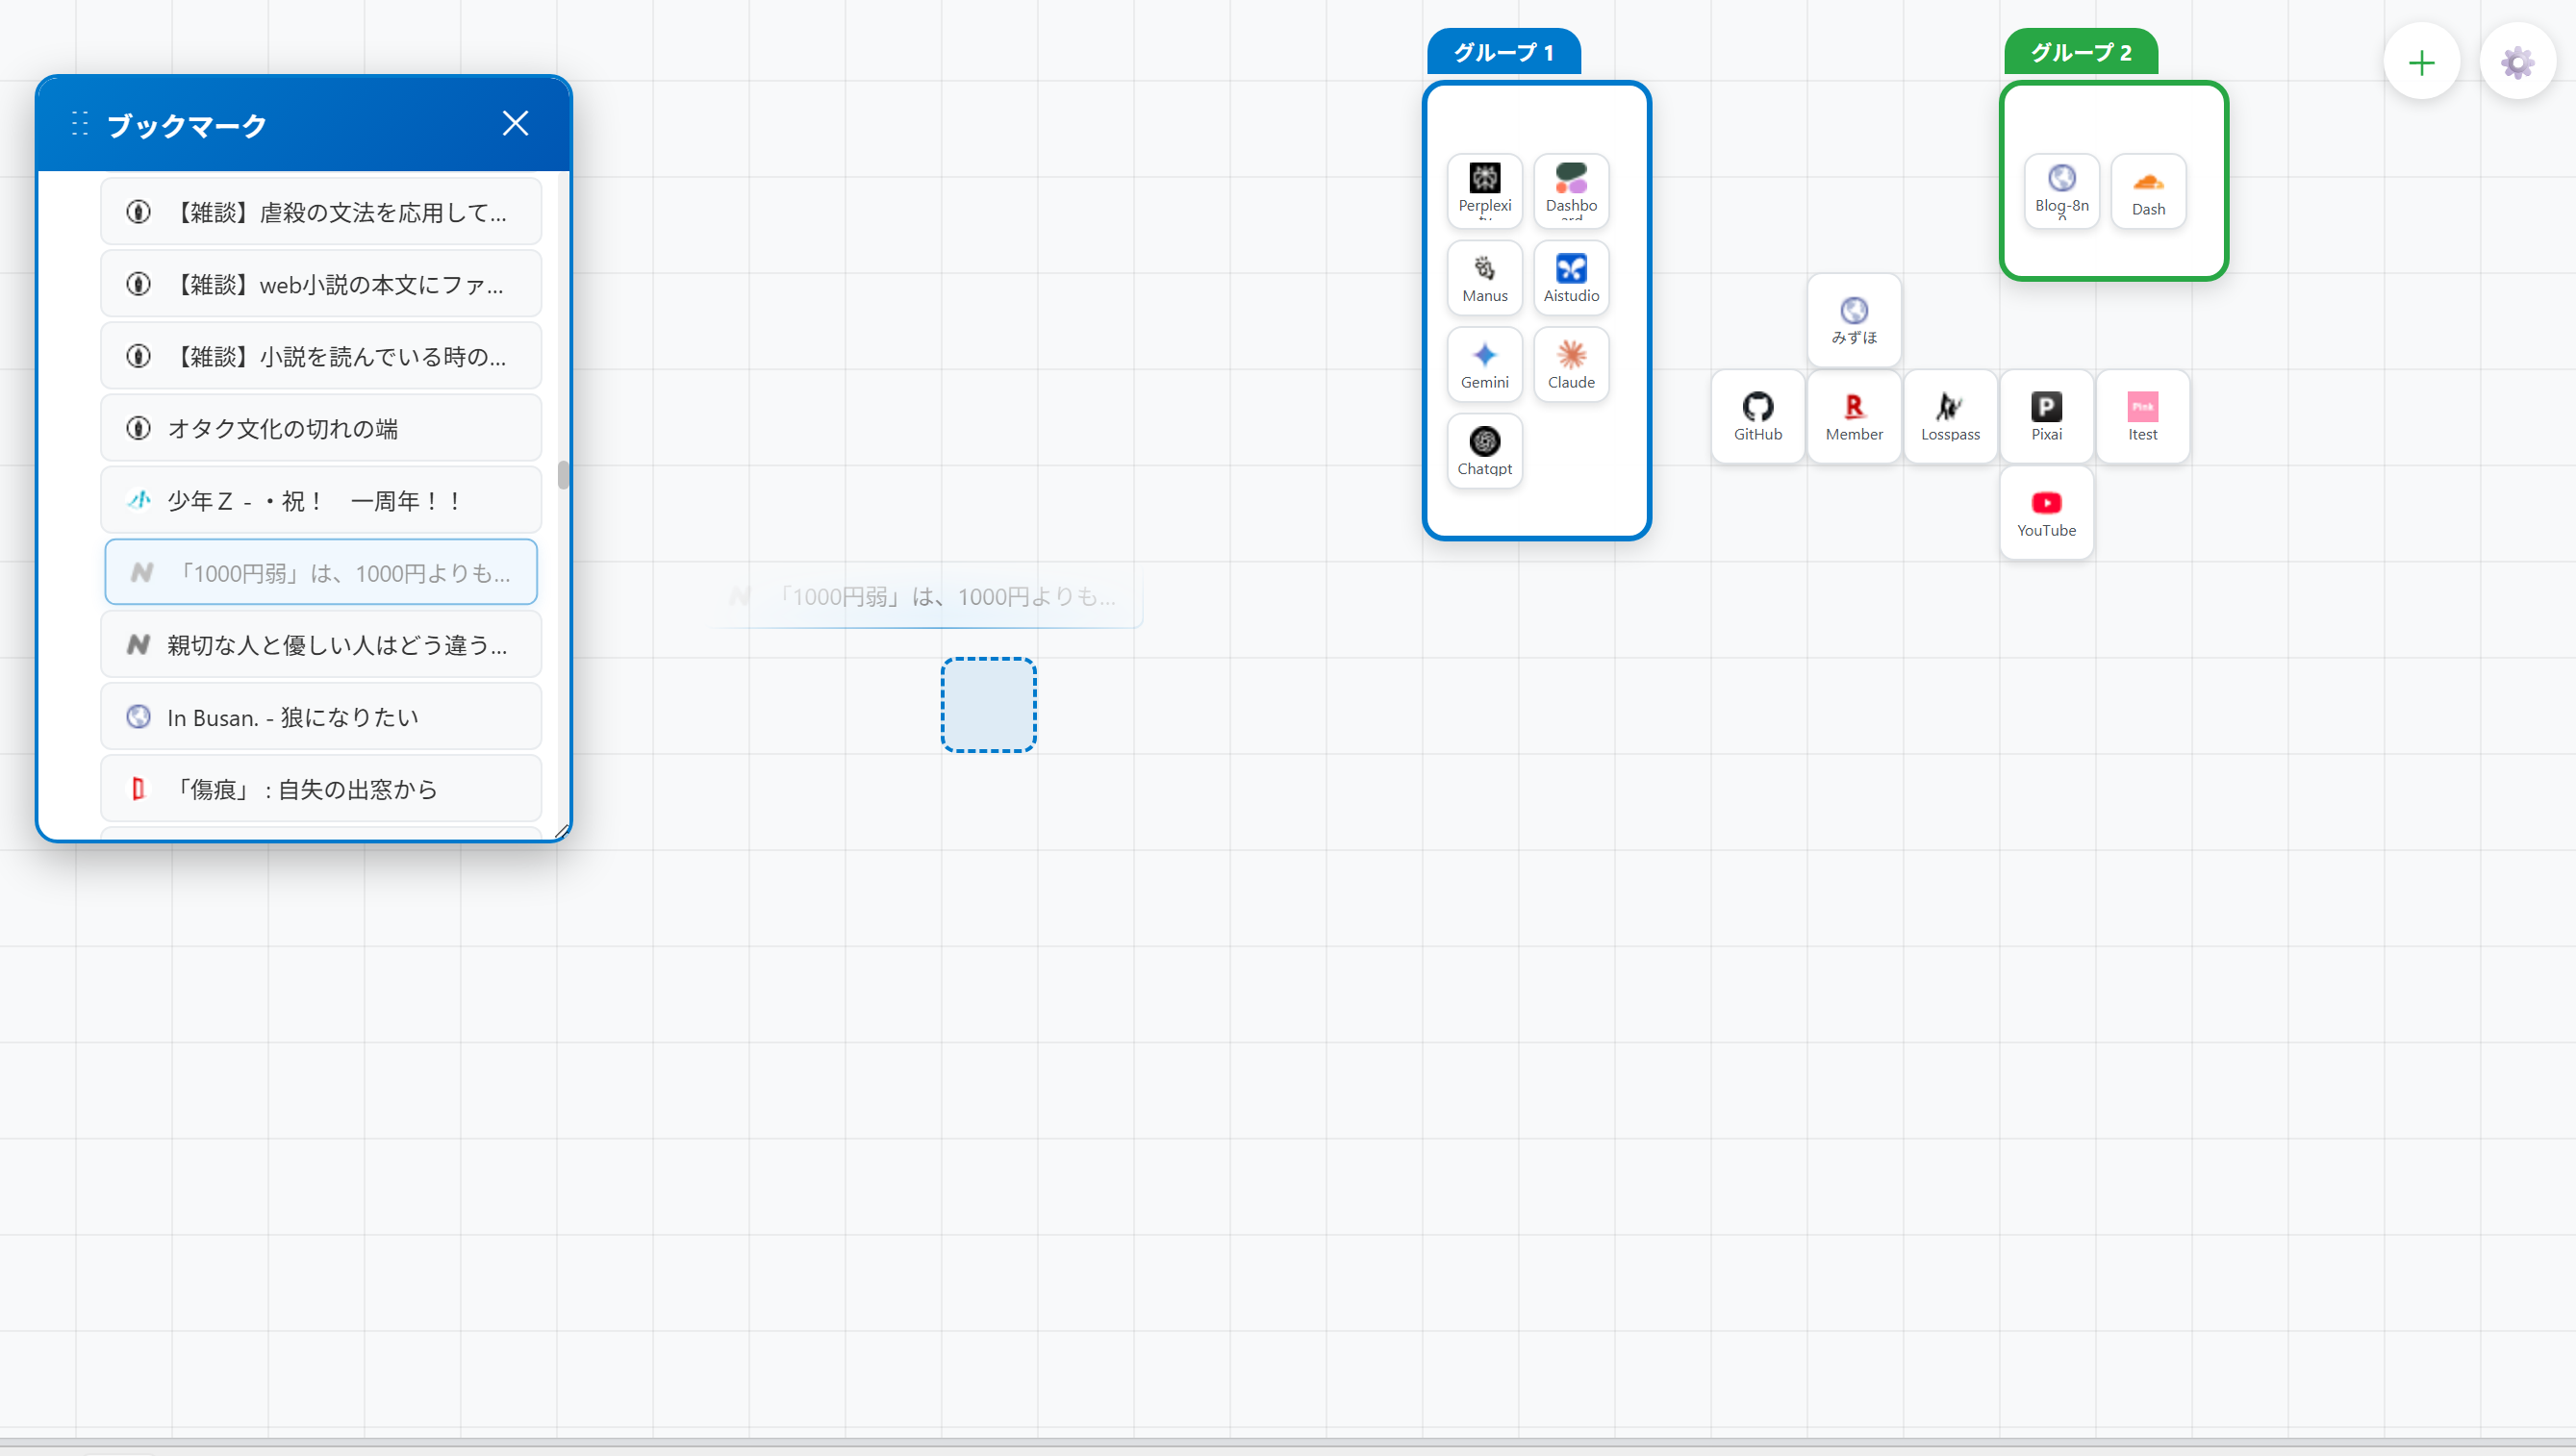 グループ 1
グループ 2
ブックマーク
【雑談】虐殺の文法を応用して...
【雑談】web小説の本文にファ...
【雑談】小説を読んでいる時の...
オタク文化の切れの端
少年Ｚ - ・祝！　一周年！！
「1000円弱」は、1000円よりも...
親切な人と優しい人はどう違う...
In Busan. - 狼になりたい
「傷痕」 : 自失の出窓から
「1000円弱」は、1000円よりも...
Perplexi
ty
Dashbo
ard
Manus
Aistudio
Gemini
Claude
Chatgpt
Blog-8n
Dash
みずほ
GitHub
R
Member
Losspass
P
Pixai
Pink
Itest
YouTube